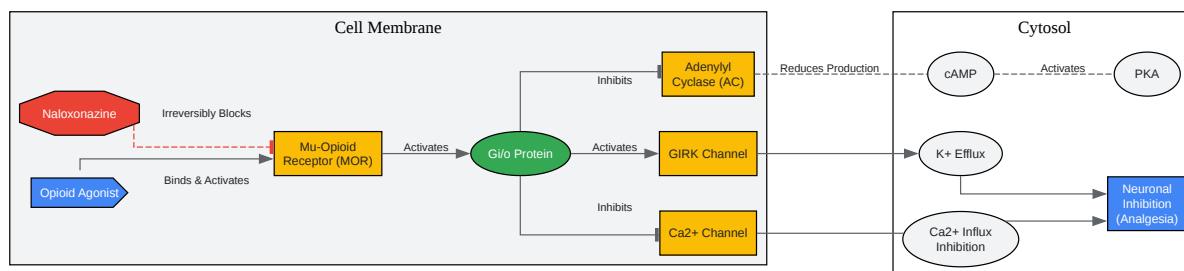 Cell Membrane
Cytosol
Naloxonazine
Irreversibly Blocks
Opioid Agonist
Binds & Activates
Mu-Opioid
Receptor (MOR)
Activates
Gi/o Protein
Inhibits
Adenylyl
Cyclase (AC)
Reduces Production
cAMP
Activates
PKA
Activates
GIRK Channel
K+ Efflux
Inhibits
Ca2+ Channel
Ca2+ Influx
Inhibition
Neuronal
Inhibition
(Analgesia)